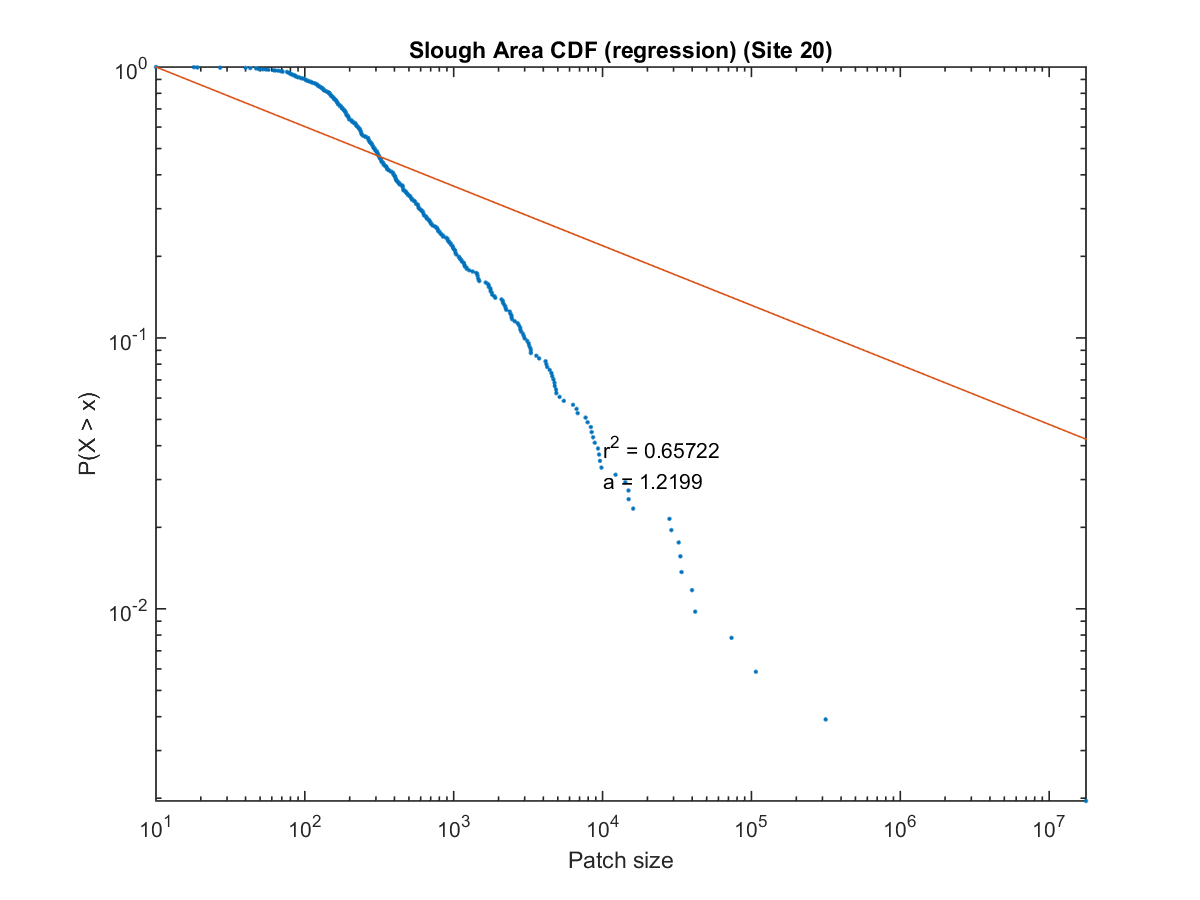 Slough Area CDF (regression) (Site 20)
10^0
10^-1
10^-2
P(X > x)
r^2 = 0.65722
a = 1.2199
10^1 10^2 10^3 10^4 10^5 10^6 10^7
Patch size